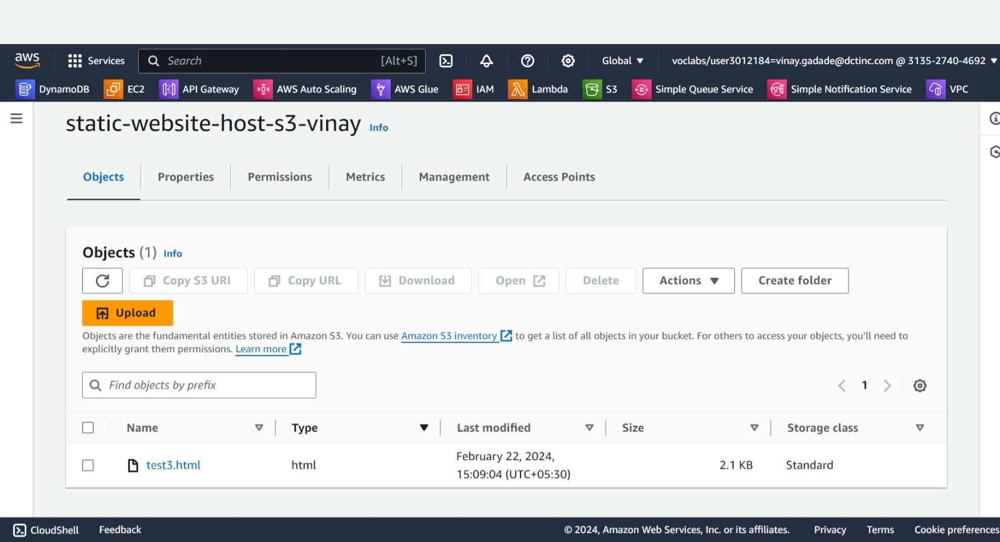 aws
Services
Search
[Alt+S]
Global
voclabs/user3012184=vinay.gadade@dctinc.com @ 3135-2740-4692
DynamoDB
EC2
API Gateway
AWS Auto Scaling
AWS Glue
IAM
Lambda
S3
Simple Queue Service
Simple Notification Service
VPC
static-website-host-s3-vinay Info
Objects
Properties
Permissions
Metrics
Management
Access Points
Objects (1) Info
Copy S3 URI
Copy URL
Download
Open
Delete
Actions
Create folder
Upload
Objects are the fundamental entities stored in Amazon S3. You can use Amazon S3 inventory to get a list of all objects in your bucket. For others to access your objects, you’ll need to
explicitly grant them permissions. Learn more
Find objects by prefix
1
Name
Type
Last modified
Size
Storage class
test3.html
html
February 22, 2024,
15:09:04 (UTC+05:30)
2.1 KB
Standard
CloudShell
Feedback
© 2024, Amazon Web Services, Inc. or its affiliates.
Privacy
Terms
Cookie preferences